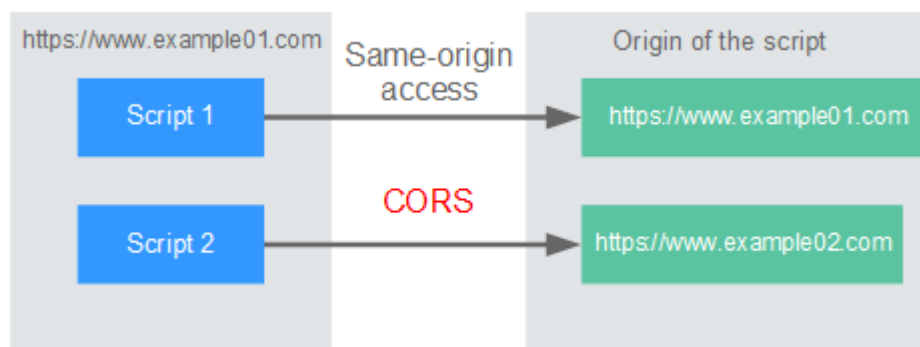 https://www.example01.com
Same-origin
access
Origin of the script
Script 1
https://www.example01.com
CORS
Script 2
https://www.example02.com